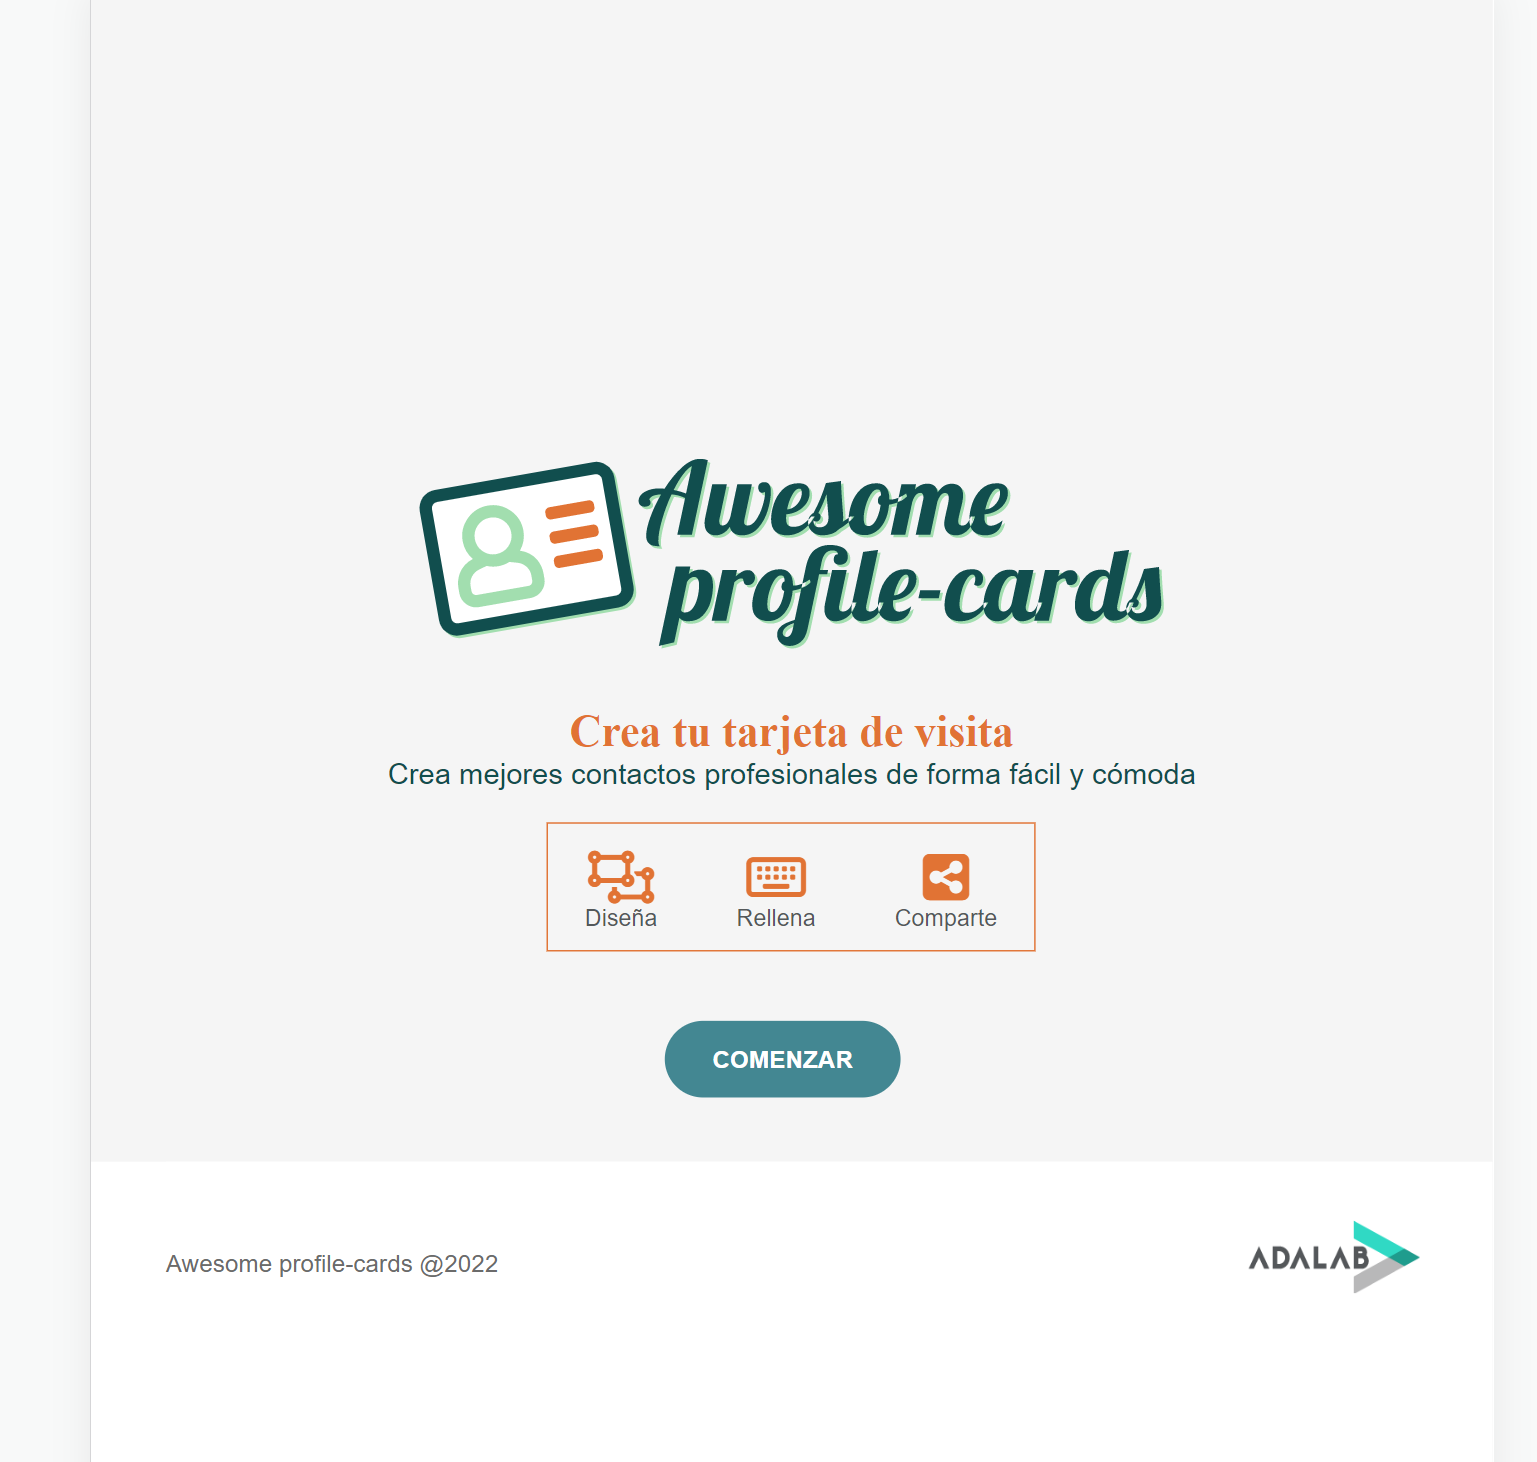 Awesome
profile-cards
Crea tu tarjeta de visita
Crea mejores contactos profesionales de forma fácil y cómoda
Diseña Rellena Comparte
COMENZAR
Awesome profile-cards @2022
ADALAB